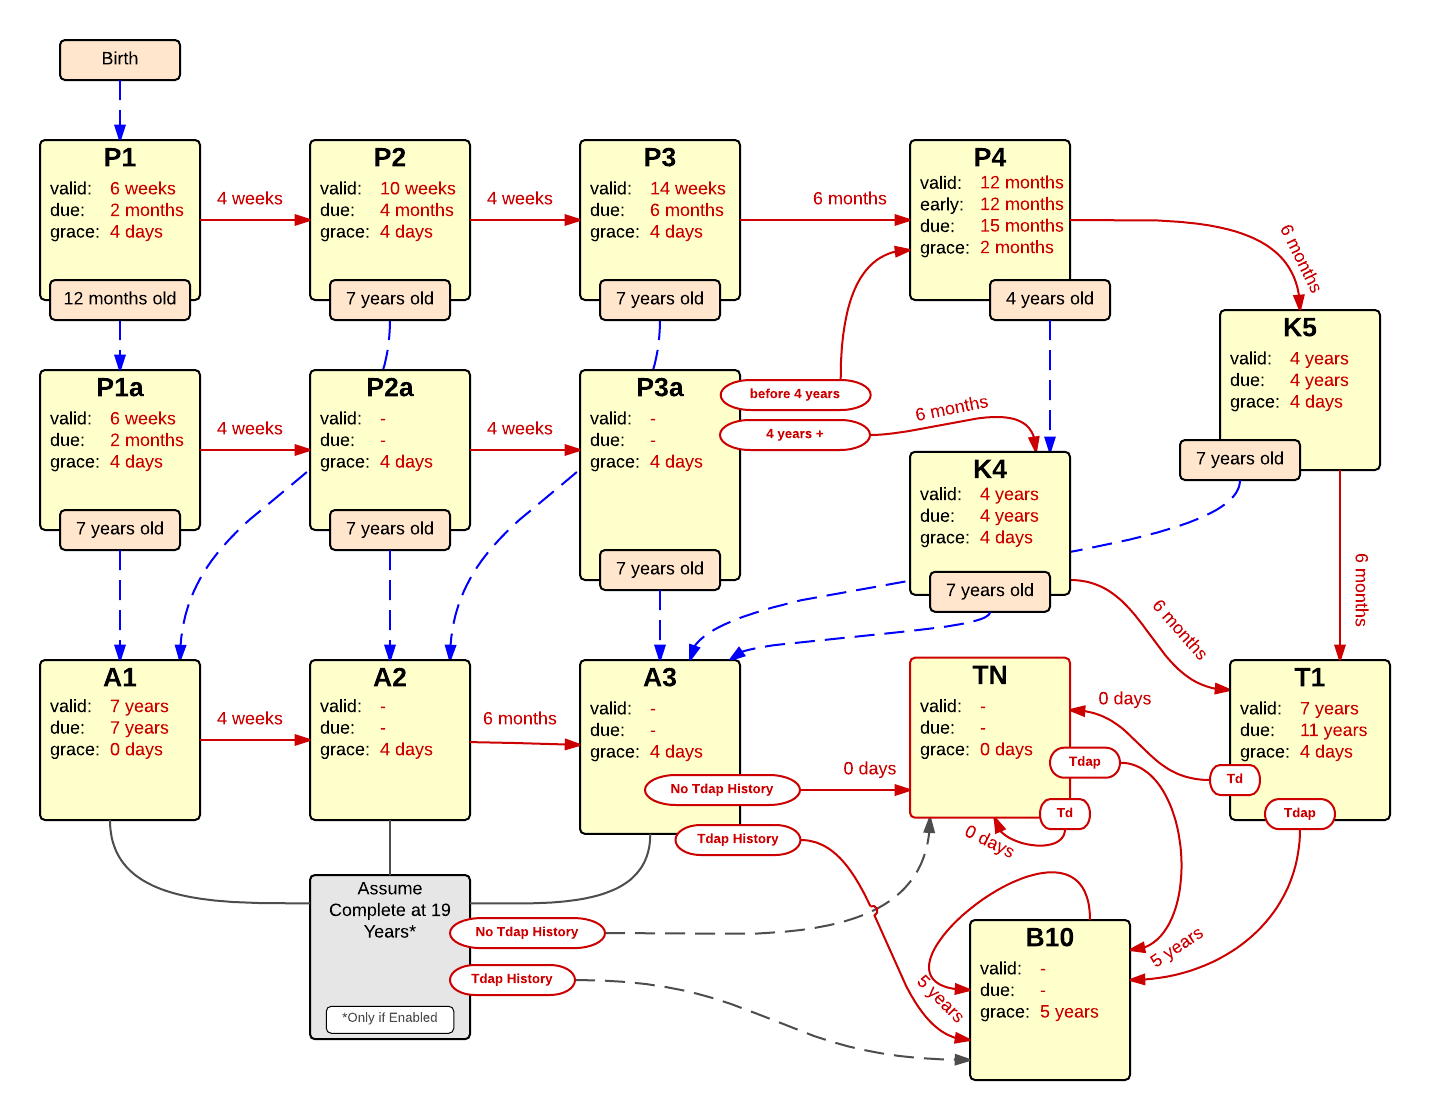 Birth
P1
valid: 6 weeks
due: 2 months
grace: 4 days
12 months old
4 weeks
P2
valid: 10 weeks
due: 4 months
grace: 4 days
7 years old
4 weeks
P3
valid: 14 weeks
due: 6 months
grace: 4 days
7 years old
6 months
P4
valid: 12 months
early: 12 months
due: 15 months
grace: 2 months
4 years old
6 months
K5
valid: 4 years
due: 4 years
grace: 4 days
7 years old
6 months
P1a
valid: 6 weeks
due: 2 months
grace: 4 days
7 years old
4 weeks
P2a
valid: -
due: -
grace: 4 days
7 years old
4 weeks
P3a
valid: -
due: -
grace: 4 days
7 years old
before 4 years
4 years +
6 months
K4
valid: 4 years
due: 4 years
grace: 4 days
7 years old
6 months
A1
valid: 7 years
due: 7 years
grace: 0 days
4 weeks
A2
valid: -
due: -
grace: 4 days
6 months
A3
valid: -
due: -
grace: 4 days
No Tdap History
Tdap History
0 days
5 years
TN
valid: -
due: -
grace: 0 days
Tdap
Td
0 days
0 days
T1
valid: 7 years
due: 11 years
grace: 4 days
Td
Tdap
5 years
Assume
Complete at 19
Years*
No Tdap History
Tdap History
*Only if Enabled
B10
valid: -
due: -
grace: 5 years